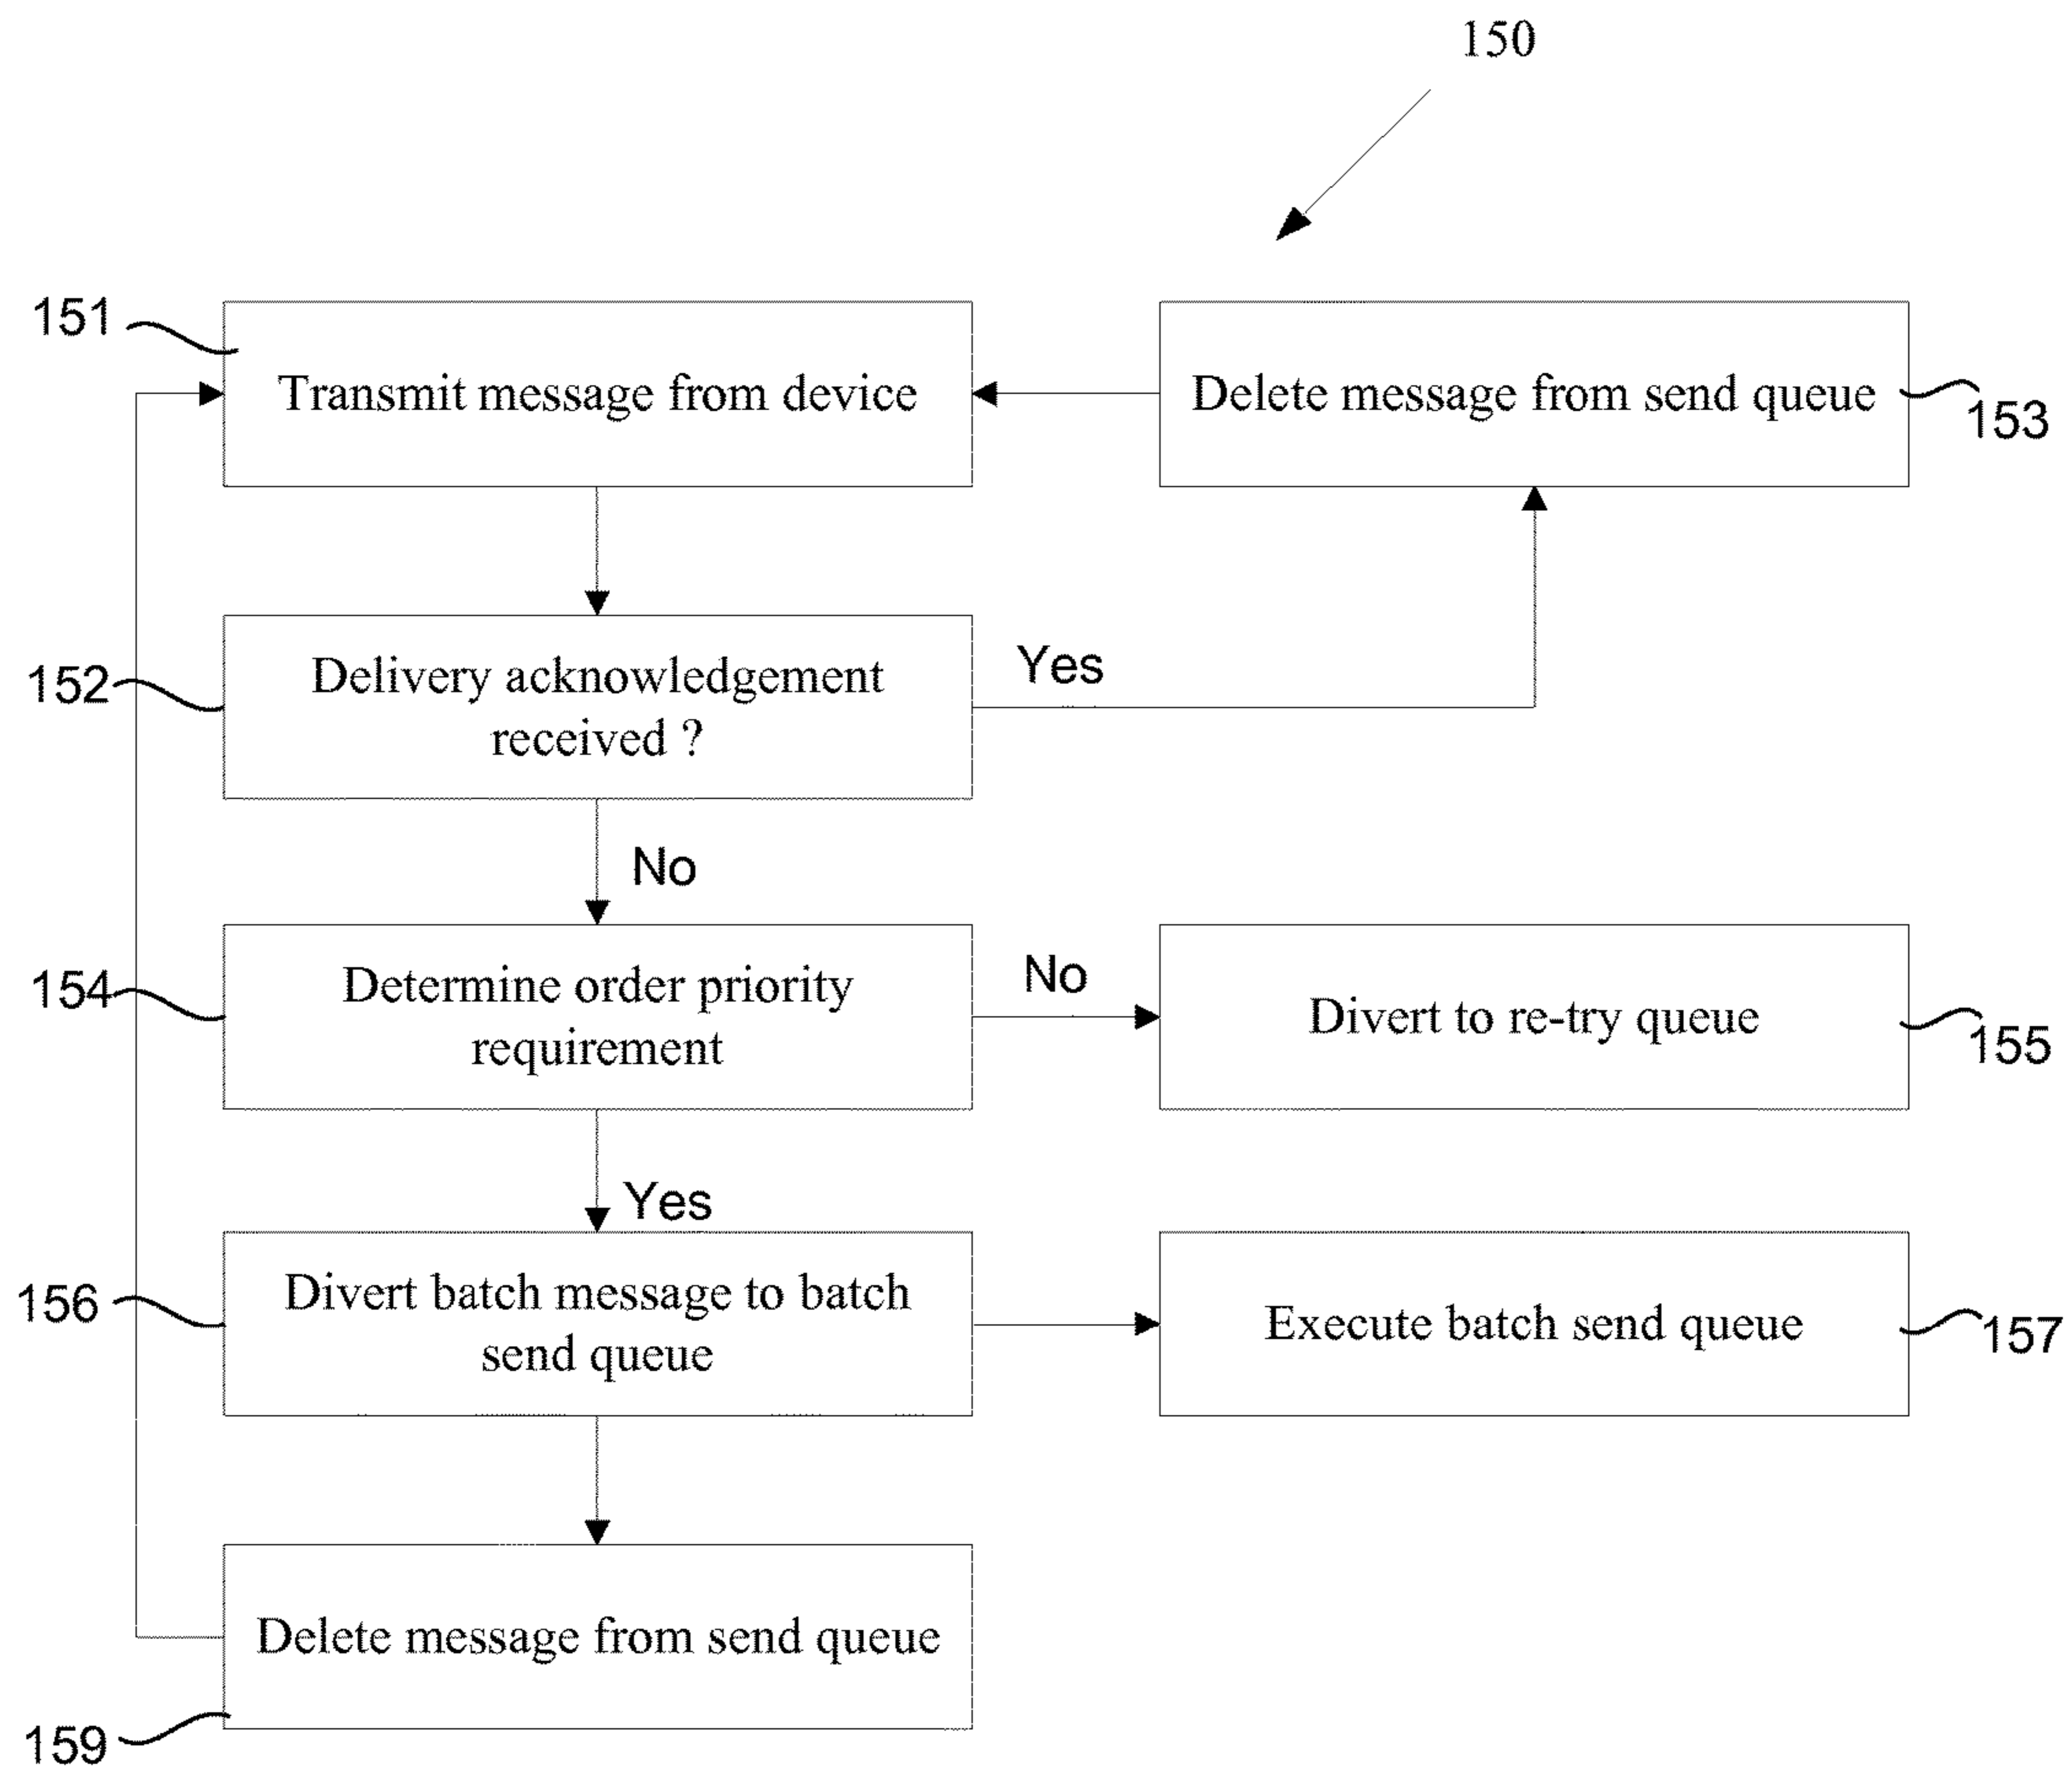 150
151
Transmit message from device
Delete message from send queue
153
152
Delivery acknowledgement
received ?
Yes
No
154
Determine order priority
requirement
No
Divert to re-try queue
155
Yes
156
Divert batch message to batch
send queue
Execute batch send queue
157
Delete message from send queue
159